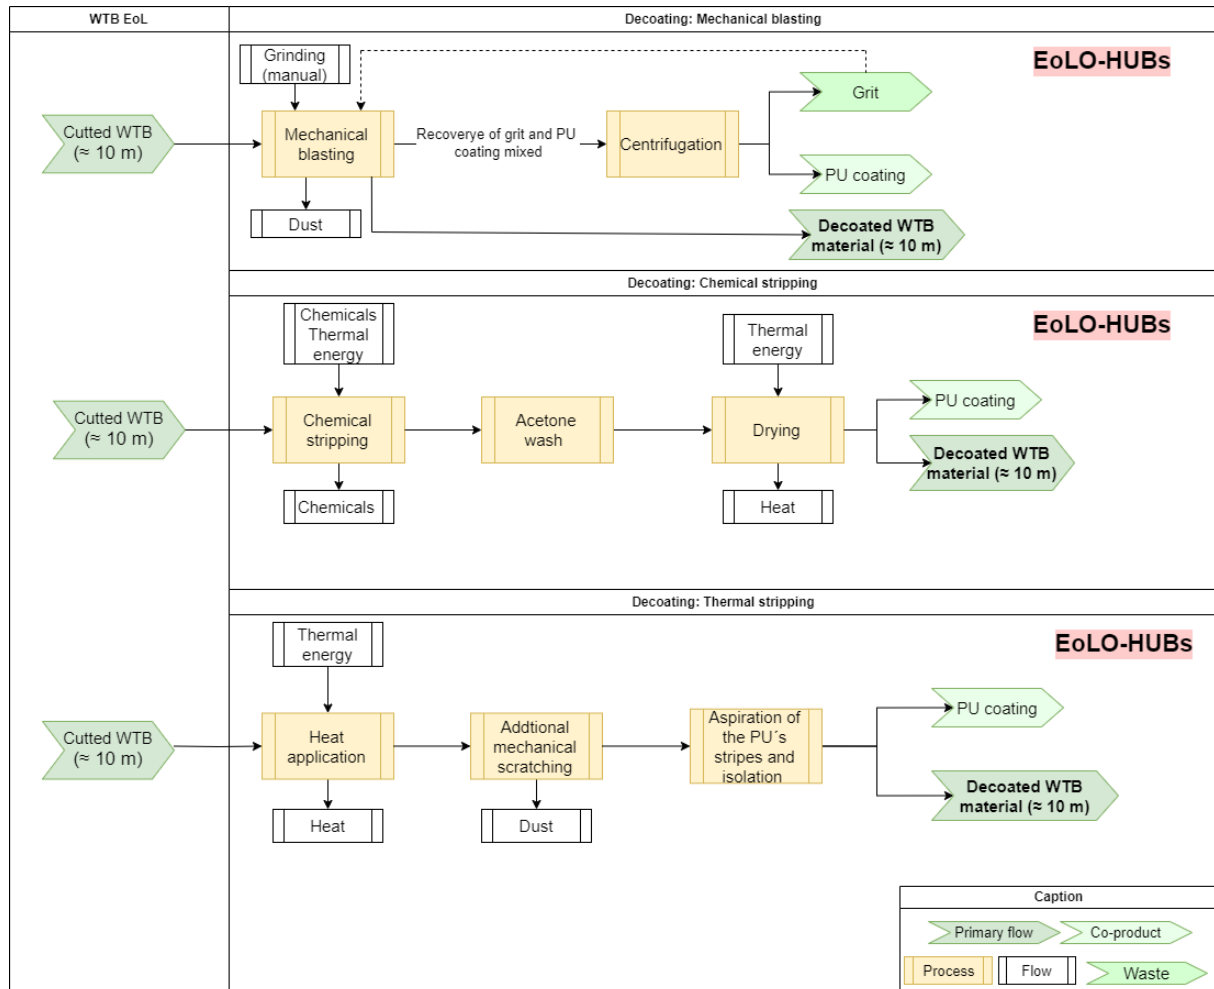 WTB EoL
Decoating: Mechanical blasting
Grinding
(manual)
EoLO-HUBs
Grit
Cutted WTB
(≈ 10 m)
Mechanical
blasting
Recoverye of grit and PU
coating mixed
Centrifugation
PU coating
Dust
Decoated WTB
material (≈ 10 m)
Decoating: Chemical stripping
Chemicals
Thermal
energy
Thermal
energy
EoLO-HUBs
Cutted WTB
(≈ 10 m)
Chemical
stripping
Acetone
wash
Drying
PU coating
Decoated WTB
material (≈ 10 m)
Chemicals
Heat
Decoating: Thermal stripping
Thermal
energy
EoLO-HUBs
Cutted WTB
(≈ 10 m)
Heat
application
Addtional
mechanical
scratching
Aspiration of
the PU´s
stripes and
isolation
PU coating
Decoated WTB
material (≈ 10 m)
Heat
Dust
Caption
Primary flow
Co-product
Process
Flow
Waste